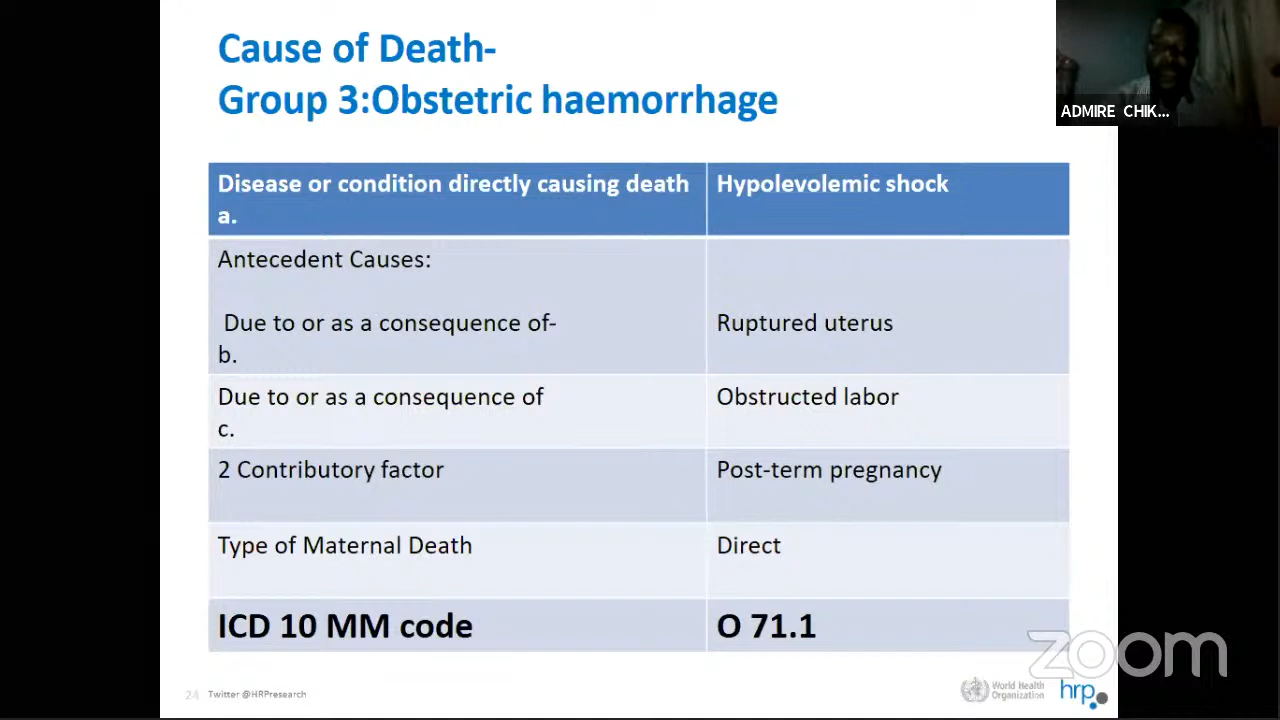 Cause of Death-
Group 3:Obstetric haemorrhage
ADMIRE CHIK...
Disease or condition directly causing death
a.
Hypolevolemic shock
Antecedent Causes:
Due to or as a consequence of-
b.
Ruptured uterus
Due to or as a consequence of
c.
Obstructed labor
2 Contributory factor
Post-term pregnancy
Type of Maternal Death
Direct
ICD 10 MM code
O 71.1
zoom
24 Twitter @HRPresearch
World Health
Organization
hrp